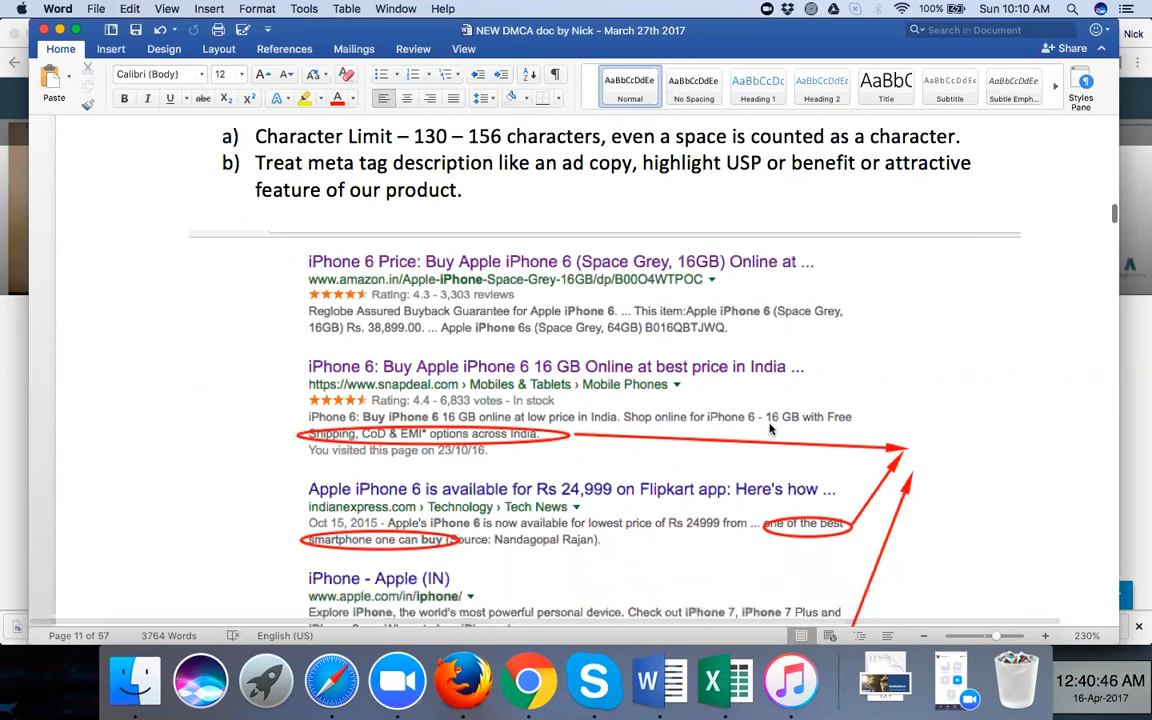 Word File Edit View Insert Format Tools Table Window Help 100% Sun 10:10 AM
NEW DMCA doc by Nick - March 27th 2017 Search in Document Nick
Home Insert Design Layout References Mailings Review View Share
Paste Calibri (Body) 12 A A Aa A
B I U abc X2 X2 A A
AaBbCcDdEe AaBbCcDdEe AaBbCcDc AaBbCcDdEe AaBbC AaBbCcDdEe AaBbCcDdEe
Normal No Spacing Heading 1 Heading 2 Title Subtitle Subtle Emph... Styles Pane
a) Character Limit – 130 – 156 characters, even a space is counted as a character.
b) Treat meta tag description like an ad copy, highlight USP or benefit or attractive
feature of our product.
iPhone 6 Price: Buy Apple iPhone 6 (Space Grey, 16GB) Online at ...
www.amazon.in/Apple-iPhone-Space-Grey-16GB/dp/B00O4WTPOC
Rating: 4.3 - 3,303 reviews
Reglobe Assured Buyback Guarantee for Apple iPhone 6. ... This item:Apple iPhone 6 (Space Grey,
16GB) Rs. 38,899.00. ... Apple iPhone 6s (Space Grey, 64GB) B016QBTJWQ.
iPhone 6: Buy Apple iPhone 6 16 GB Online at best price in India ...
https://www.snapdeal.com › Mobiles & Tablets › Mobile Phones
Rating: 4.4 - 6,833 votes - In stock
iPhone 6: Buy iPhone 6 16 GB online at low price in India. Shop online for iPhone 6 - 16 GB with Free
Shipping, CoD & EMI* options across India.
You visited this page on 23/10/16.
Apple iPhone 6 is available for Rs 24,999 on Flipkart app: Here's how ...
indianexpress.com › Technology › Tech News
Oct 15, 2015 - Apple's iPhone 6 is now available for lowest price of Rs 24999 from ... one of the best
smartphone one can buy (Source: Nandagopal Rajan).
iPhone - Apple (IN)
www.apple.com/in/iphone/
Explore iPhone, the world's most powerful personal device. Check out iPhone 7, iPhone 7 Plus and
Page 11 of 57 3764 Words English (US) 230%
12:40:46
16-Apr-2017